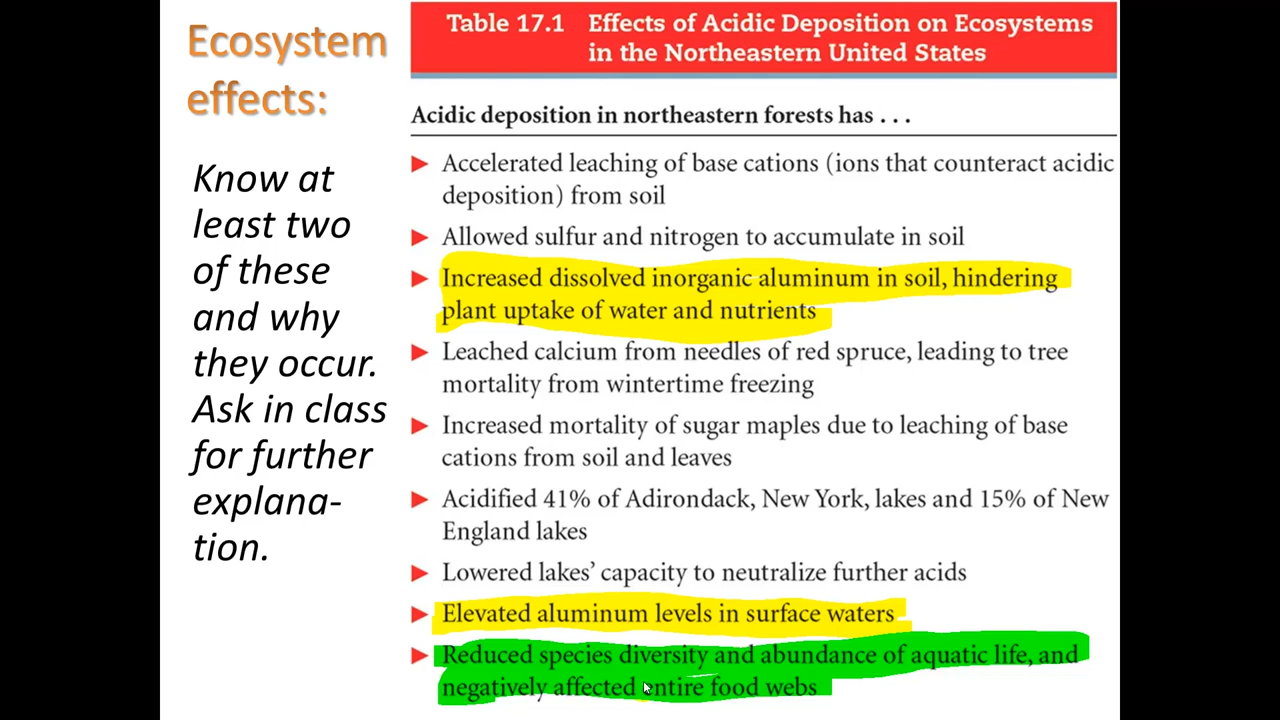 Ecosystem
effects:
Know at
least two
of these
and why
they occur.
Ask in class
for further
explana-
tion.
Table 17.1 Effects of Acidic Deposition on Ecosystems
in the Northeastern United States
Acidic deposition in northeastern forests has . . .
Accelerated leaching of base cations (ions that counteract acidic
deposition) from soil
Allowed sulfur and nitrogen to accumulate in soil
Increased dissolved inorganic aluminum in soil, hindering
plant uptake of water and nutrients
Leached calcium from needles of red spruce, leading to tree
mortality from wintertime freezing
Increased mortality of sugar maples due to leaching of base
cations from soil and leaves
Acidified 41% of Adirondack, New York, lakes and 15% of New
England lakes
Lowered lakes’ capacity to neutralize further acids
Elevated aluminum levels in surface waters
Reduced species diversity and abundance of aquatic life, and
negatively affected entire food webs